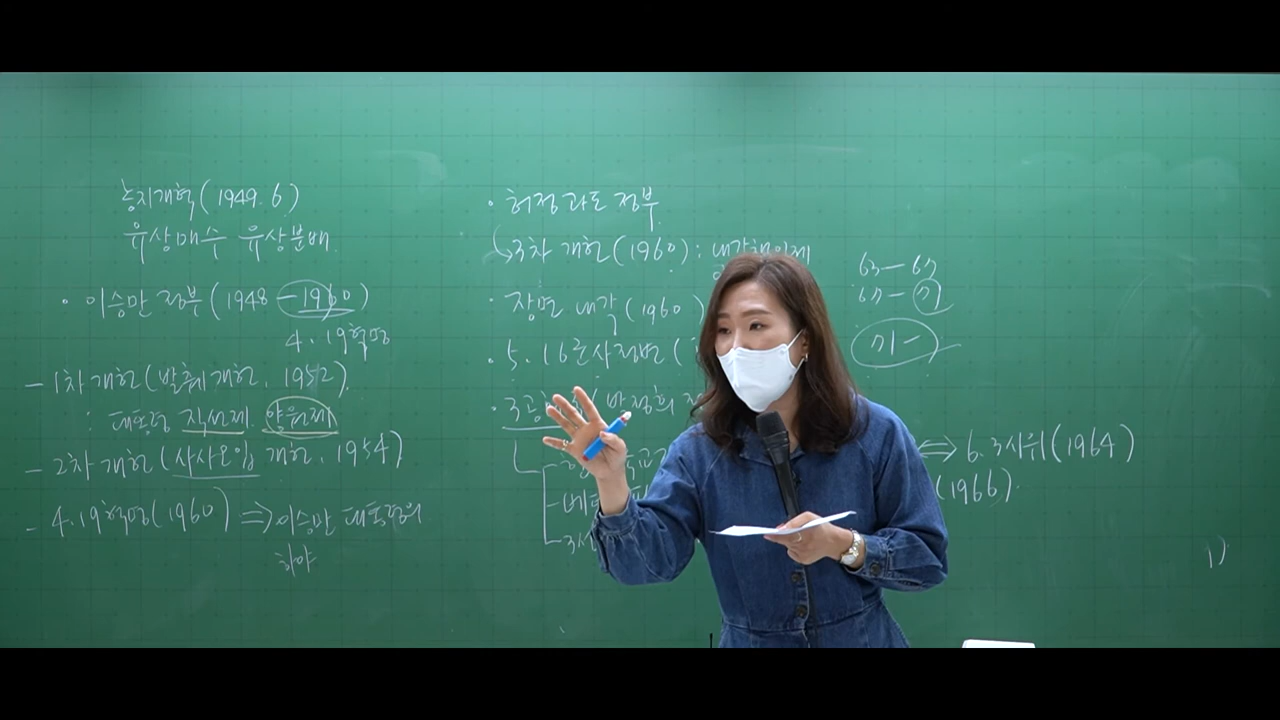 농지개혁(1949.6)
유상매수 유상분배
· 이승만 정부(1948-1960)
4.19혁명
- 1차 개헌(발췌개헌, 1952)
: 대통령 직선제, 양원제
- 2차 개헌(사사오입 개헌, 1954)
- 4.19혁명(1960) ⇒ 이승만 대통령의
하야
· 허정 과도 정부
↳ 3차 개헌(1960) : 내각책임제
· 장면 내각(1960)
· 5.16군사정변(
· 3공 박정희
- 베트
- 3선
⇔ 6.3시위(1964)
(1966)
63-67
67-71
71-
1)